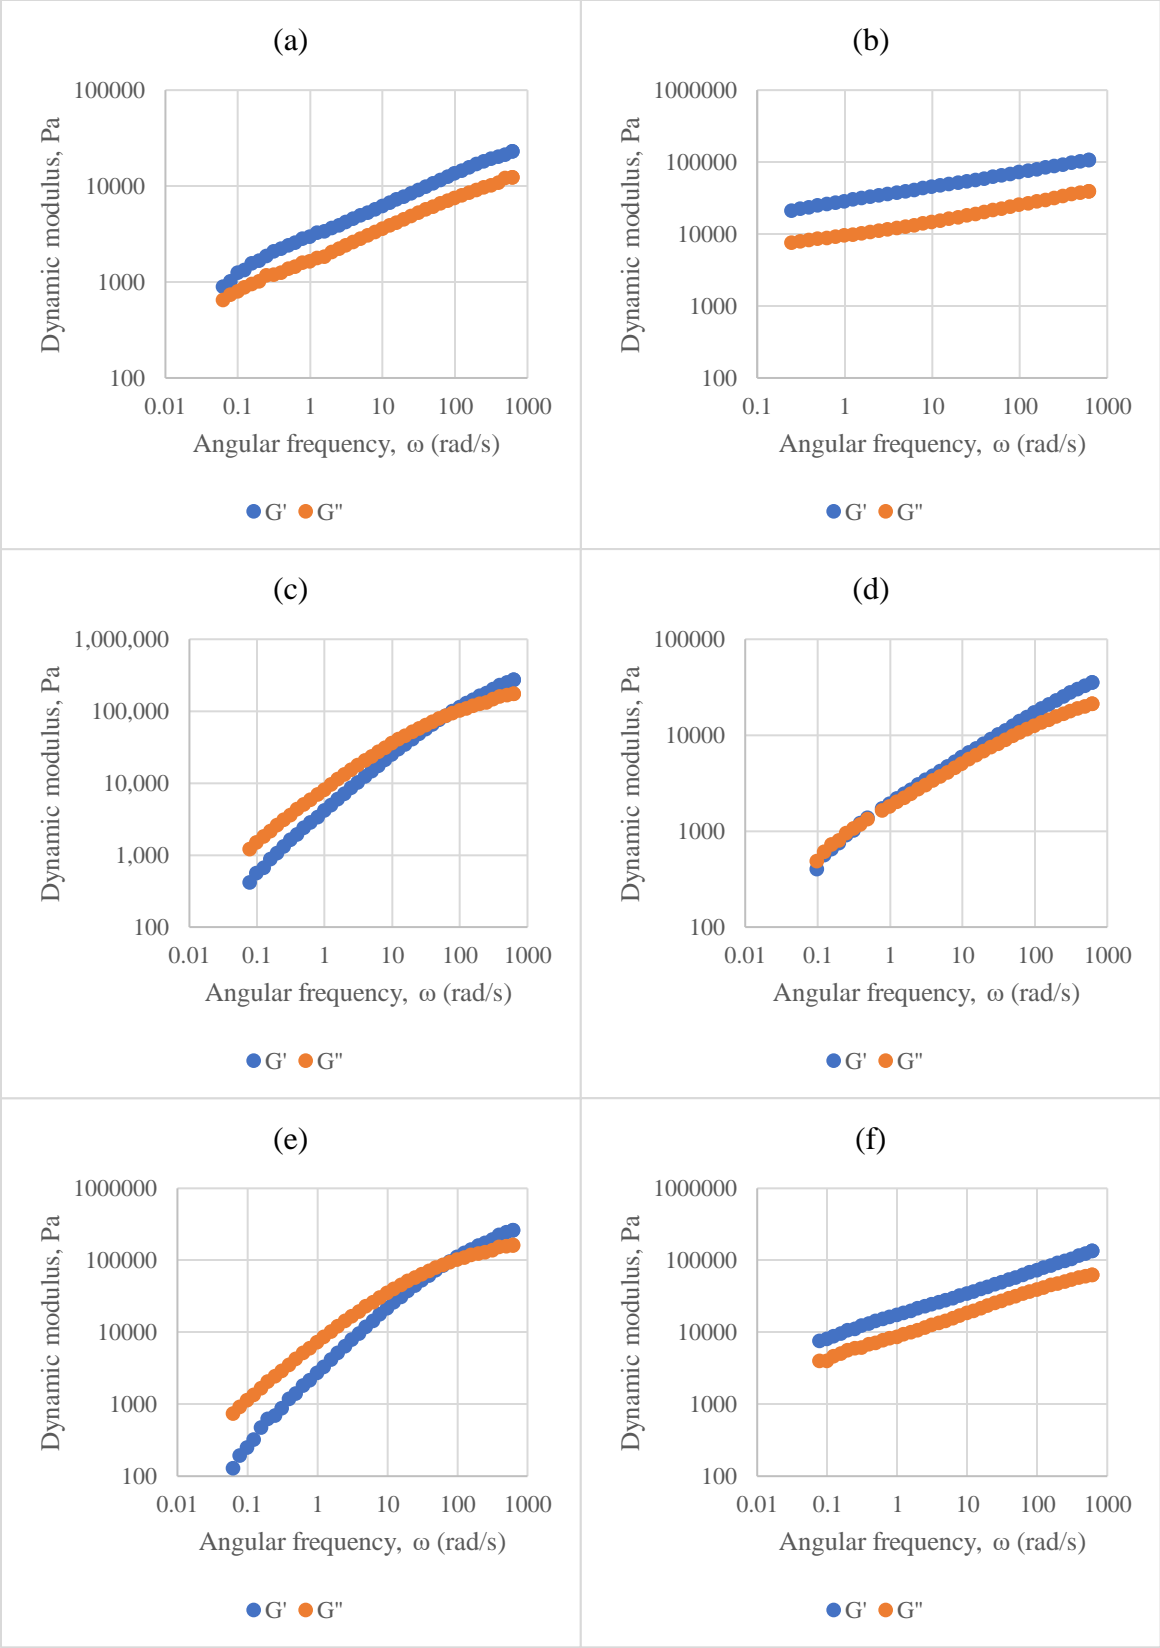 (a)
Dynamic modulus, Pa
100000
10000
1000
100
0.01 0.1 1 10 100 1000
Angular frequency, ω (rad/s)
G' G"
(b)
Dynamic modulus, Pa
1000000
100000
10000
1000
100
0.1 1 10 100 1000
Angular frequency, ω (rad/s)
G' G"
(c)
Dynamic modulus, Pa
1,000,000
100,000
10,000
1,000
100
0.01 0.1 1 10 100 1000
Angular frequency, ω (rad/s)
G' G"
(d)
Dynamic modulus, Pa
100000
10000
1000
100
0.01 0.1 1 10 100 1000
Angular frequency, ω (rad/s)
G' G"
(e)
Dynamic modulus, Pa
1000000
100000
10000
1000
100
0.01 0.1 1 10 100 1000
Angular frequency, ω (rad/s)
G' G"
(f)
Dynamic modulus, Pa
1000000
100000
10000
1000
100
0.01 0.1 1 10 100 1000
Angular frequency, ω (rad/s)
G' G"